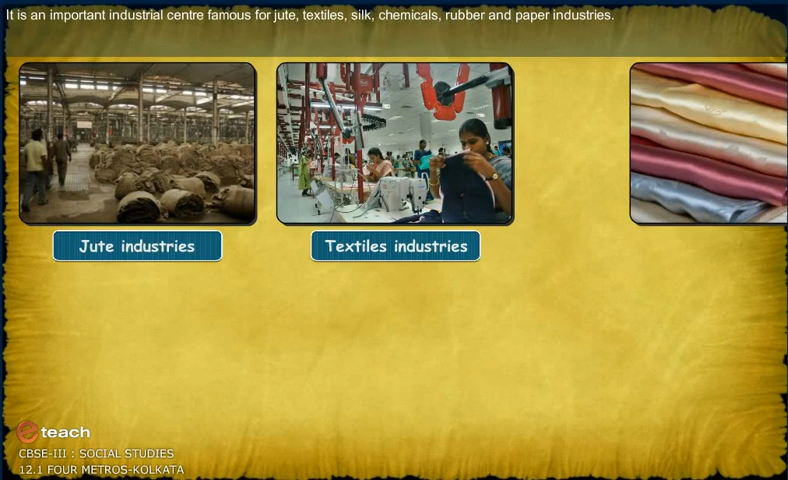 It is an important industrial centre famous for jute, textiles, silk, chemicals, rubber and paper industries.
Jute industries
Textiles industries
e teach
CBSE-III : SOCIAL STUDIES
12.1 FOUR METROS-KOLKATA